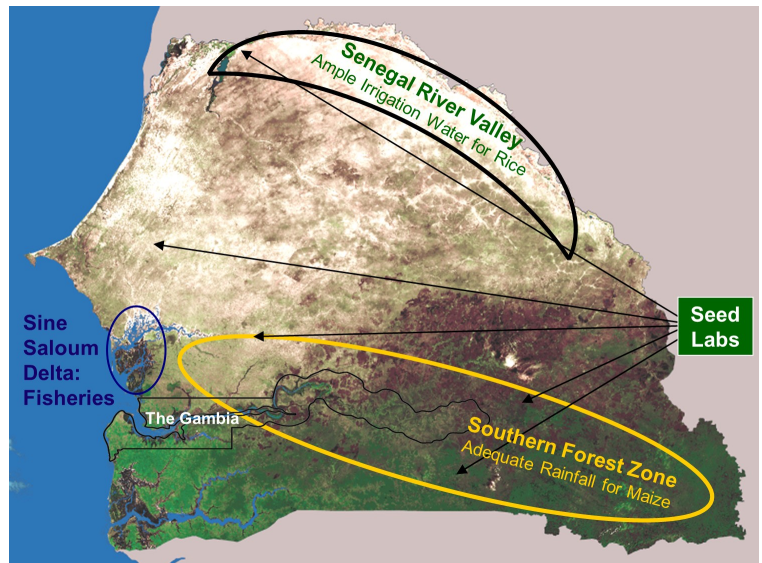 Senegal River Valley
Ample Irrigation Water for Rice
Sine
Saloum
Delta:
Fisheries
Seed
Labs
The Gambia
Southern Forest Zone
Adequate Rainfall for Maize